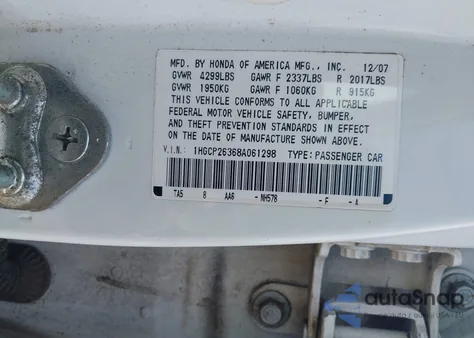 MFD. BY HONDA OF AMERICA MFG., INC. 12/07
GVWR 4299LBS GAWR F 2337LBS R 2017LBS
GVWR 1950KG GAWR F 1060KG R 915KG
THIS VEHICLE CONFORMS TO ALL APPLICABLE
FEDERAL MOTOR VEHICLE SAFETY, BUMPER,
AND THEFT PREVENTION STANDARDS IN EFFECT
ON THE DATE OF MANUFACTURE SHOWN ABOVE.
V.I.N.: 1HGCP26368A061298 TYPE: PASSENGER CAR
TA5 8 AA6 - NH578 - F - A
autoSnap